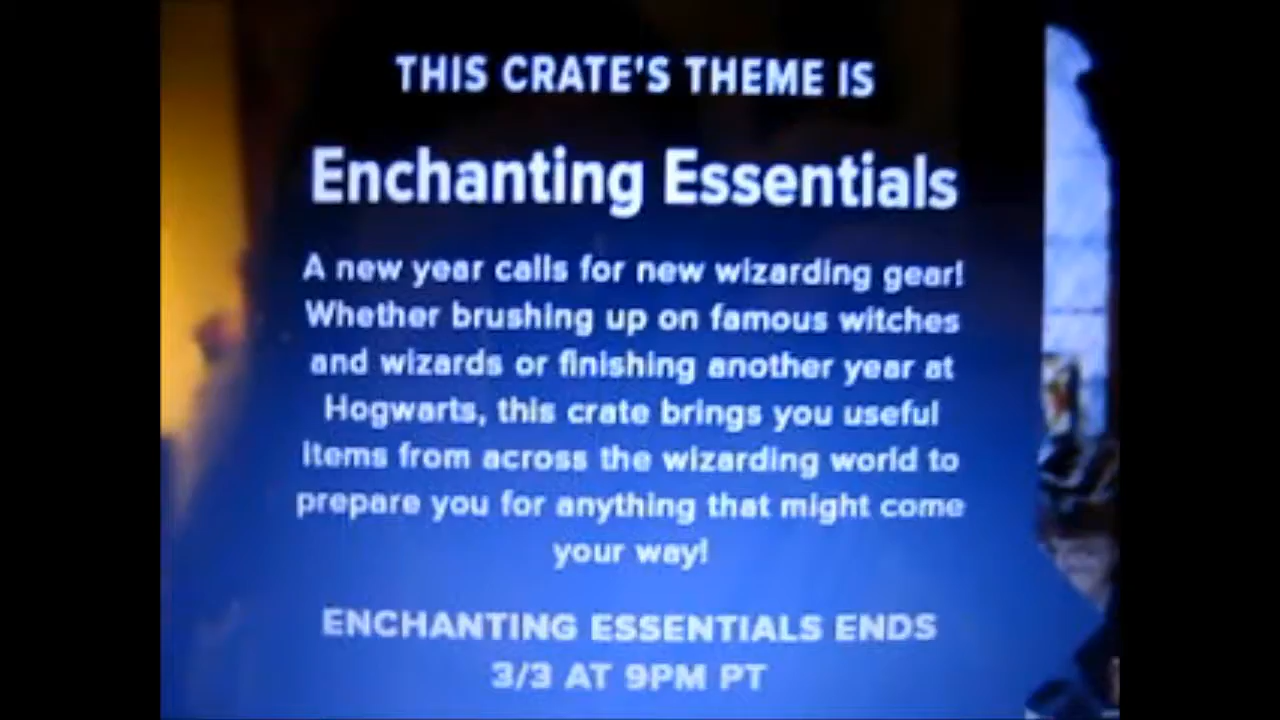 THIS CRATE'S THEME IS
Enchanting Essentials
A new year calls for new wizarding gear!
Whether brushing up on famous witches
and wizards or finishing another year at
Hogwarts, this crate brings you useful
items from across the wizarding world to
prepare you for anything that might come
your way!
ENCHANTING ESSENTIALS ENDS
3/3 AT 9PM PT